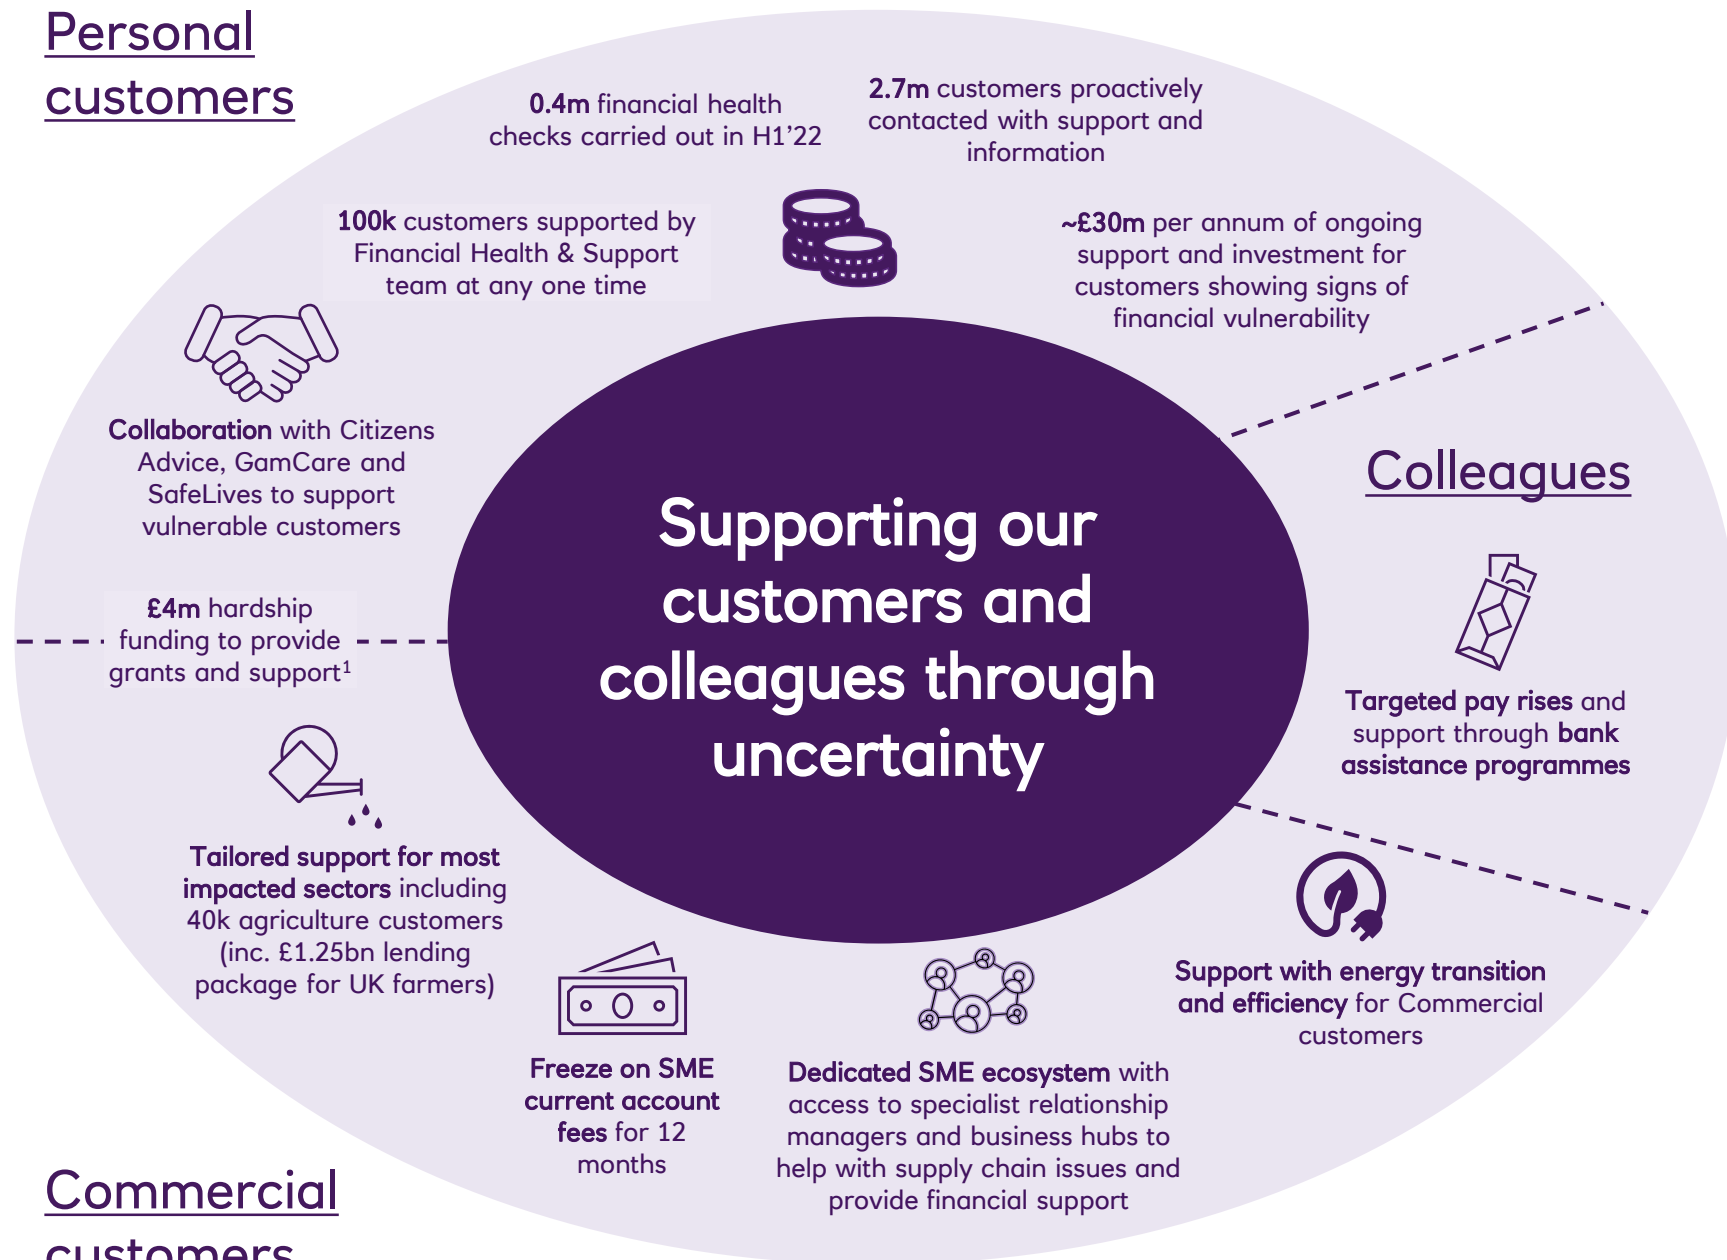 Personal
customers
0.4m financial health
checks carried out in H1'22
2.7m customers proactively
contacted with support and
information
100k customers supported by
Financial Health & Support
team at any one time
~£30m per annum of ongoing
support and investment for
customers showing signs of
financial vulnerability
Collaboration with Citizens
Advice, GamCare and
SafeLives to support
vulnerable customers
£4m hardship
funding to provide
grants and support¹
Supporting our
customers and
colleagues through
uncertainty
Colleagues
Targeted pay rises and
support through bank
assistance programmes
Tailored support for most
impacted sectors including
40k agriculture customers
(inc. £1.25bn lending
package for UK farmers)
Freeze on SME
current account
fees for 12
months
Dedicated SME ecosystem with
access to specialist relationship
managers and business hubs to
help with supply chain issues and
provide financial support
Support with energy transition
and efficiency for Commercial
customers
Commercial
customers